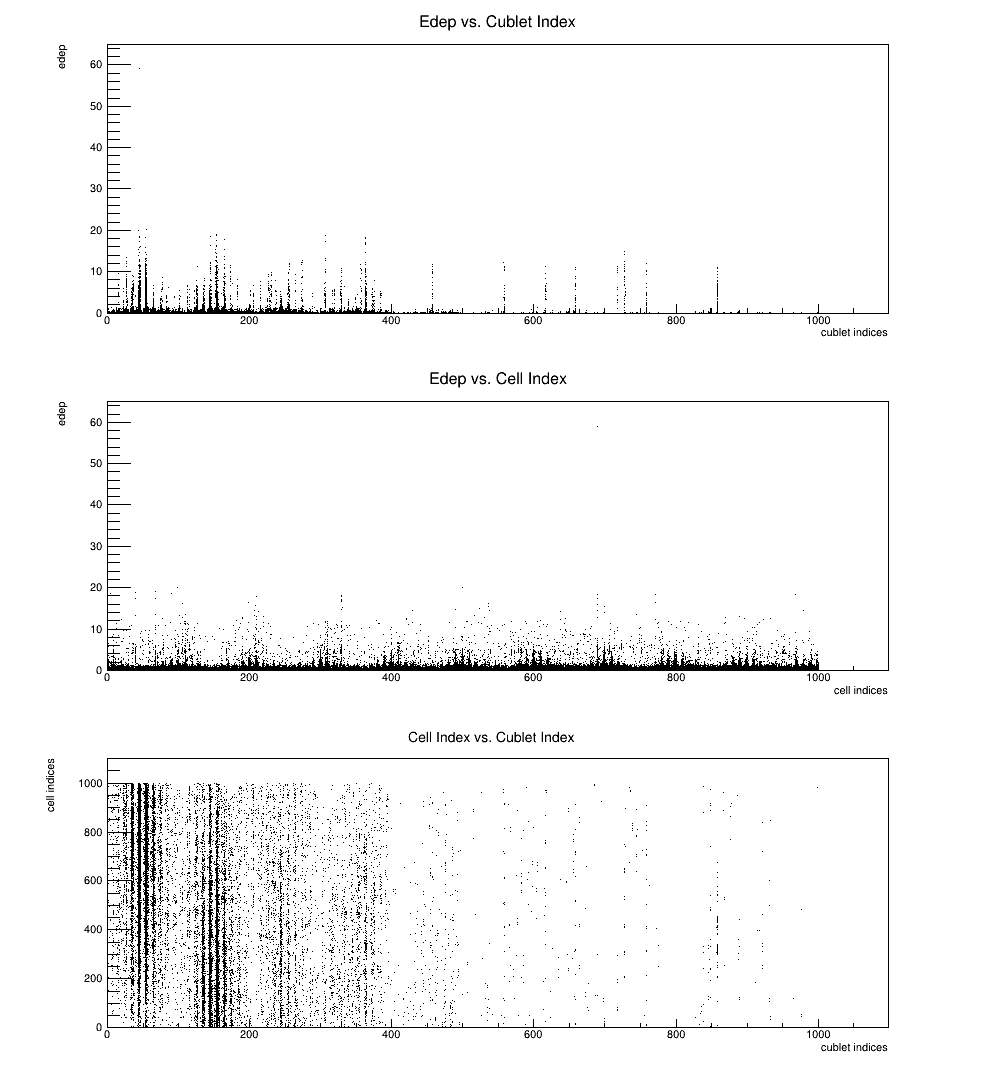 Edep vs. Cublet Index
edep
60
50
40
30
20
10
0
0 200 400 600 800 1000
cublet indices
Edep vs. Cell Index
edep
60
50
40
30
20
10
0
0 200 400 600 800 1000
cell indices
Cell Index vs. Cublet Index
cell indices
1000
800
600
400
200
0
0 200 400 600 800 1000
cublet indices